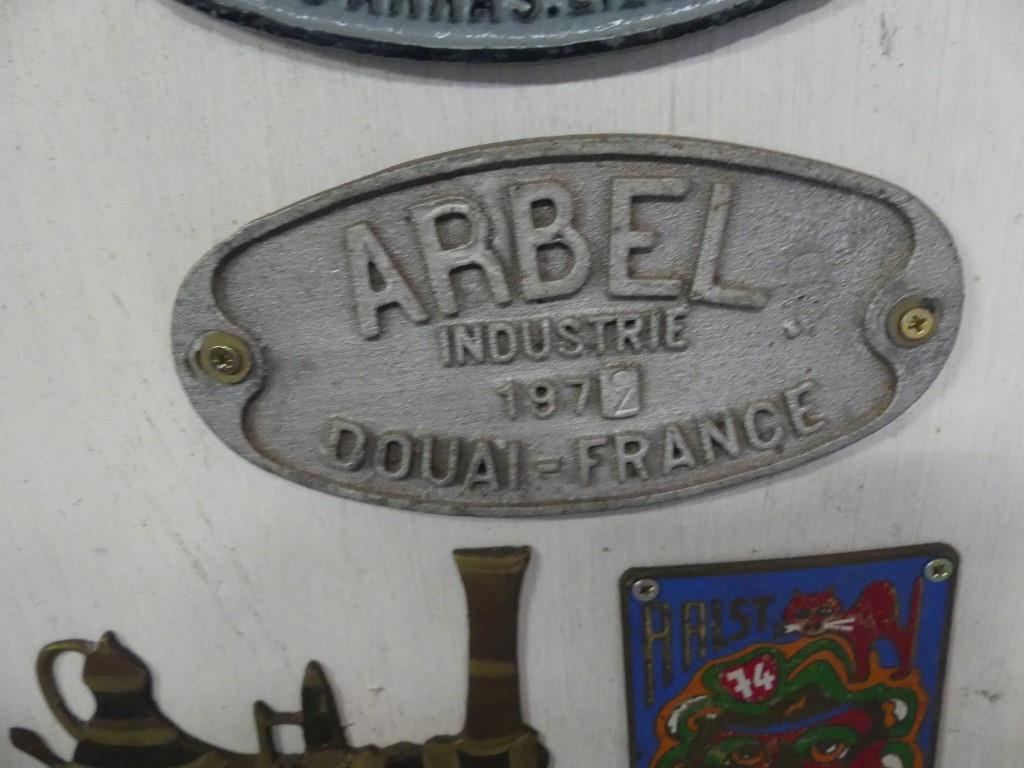 ARBEL
INDUSTRIE
1972
DOUAI-FRANCE
AALST
74